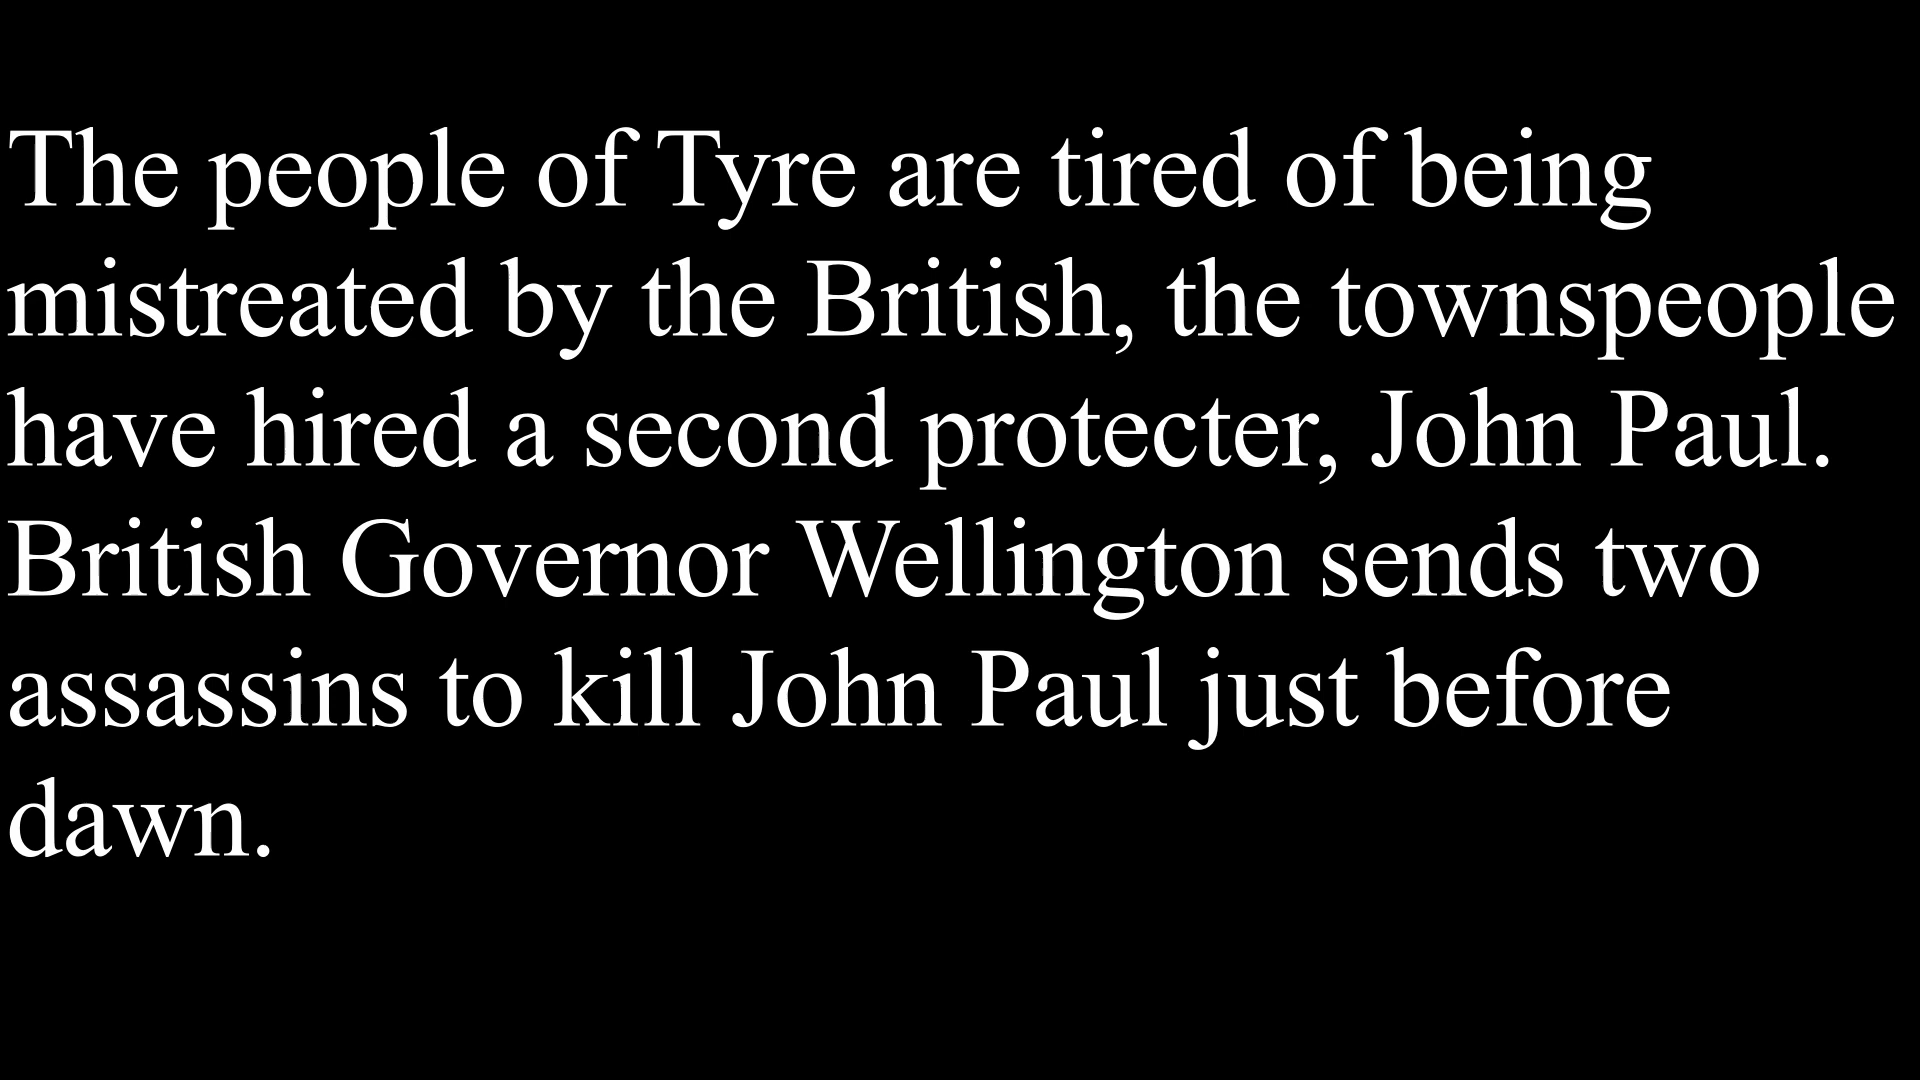 The people of Tyre are tired of being
mistreated by the British, the townspeople
have hired a second protecter, John Paul.
British Governor Wellington sends two
assassins to kill John Paul just before
dawn.